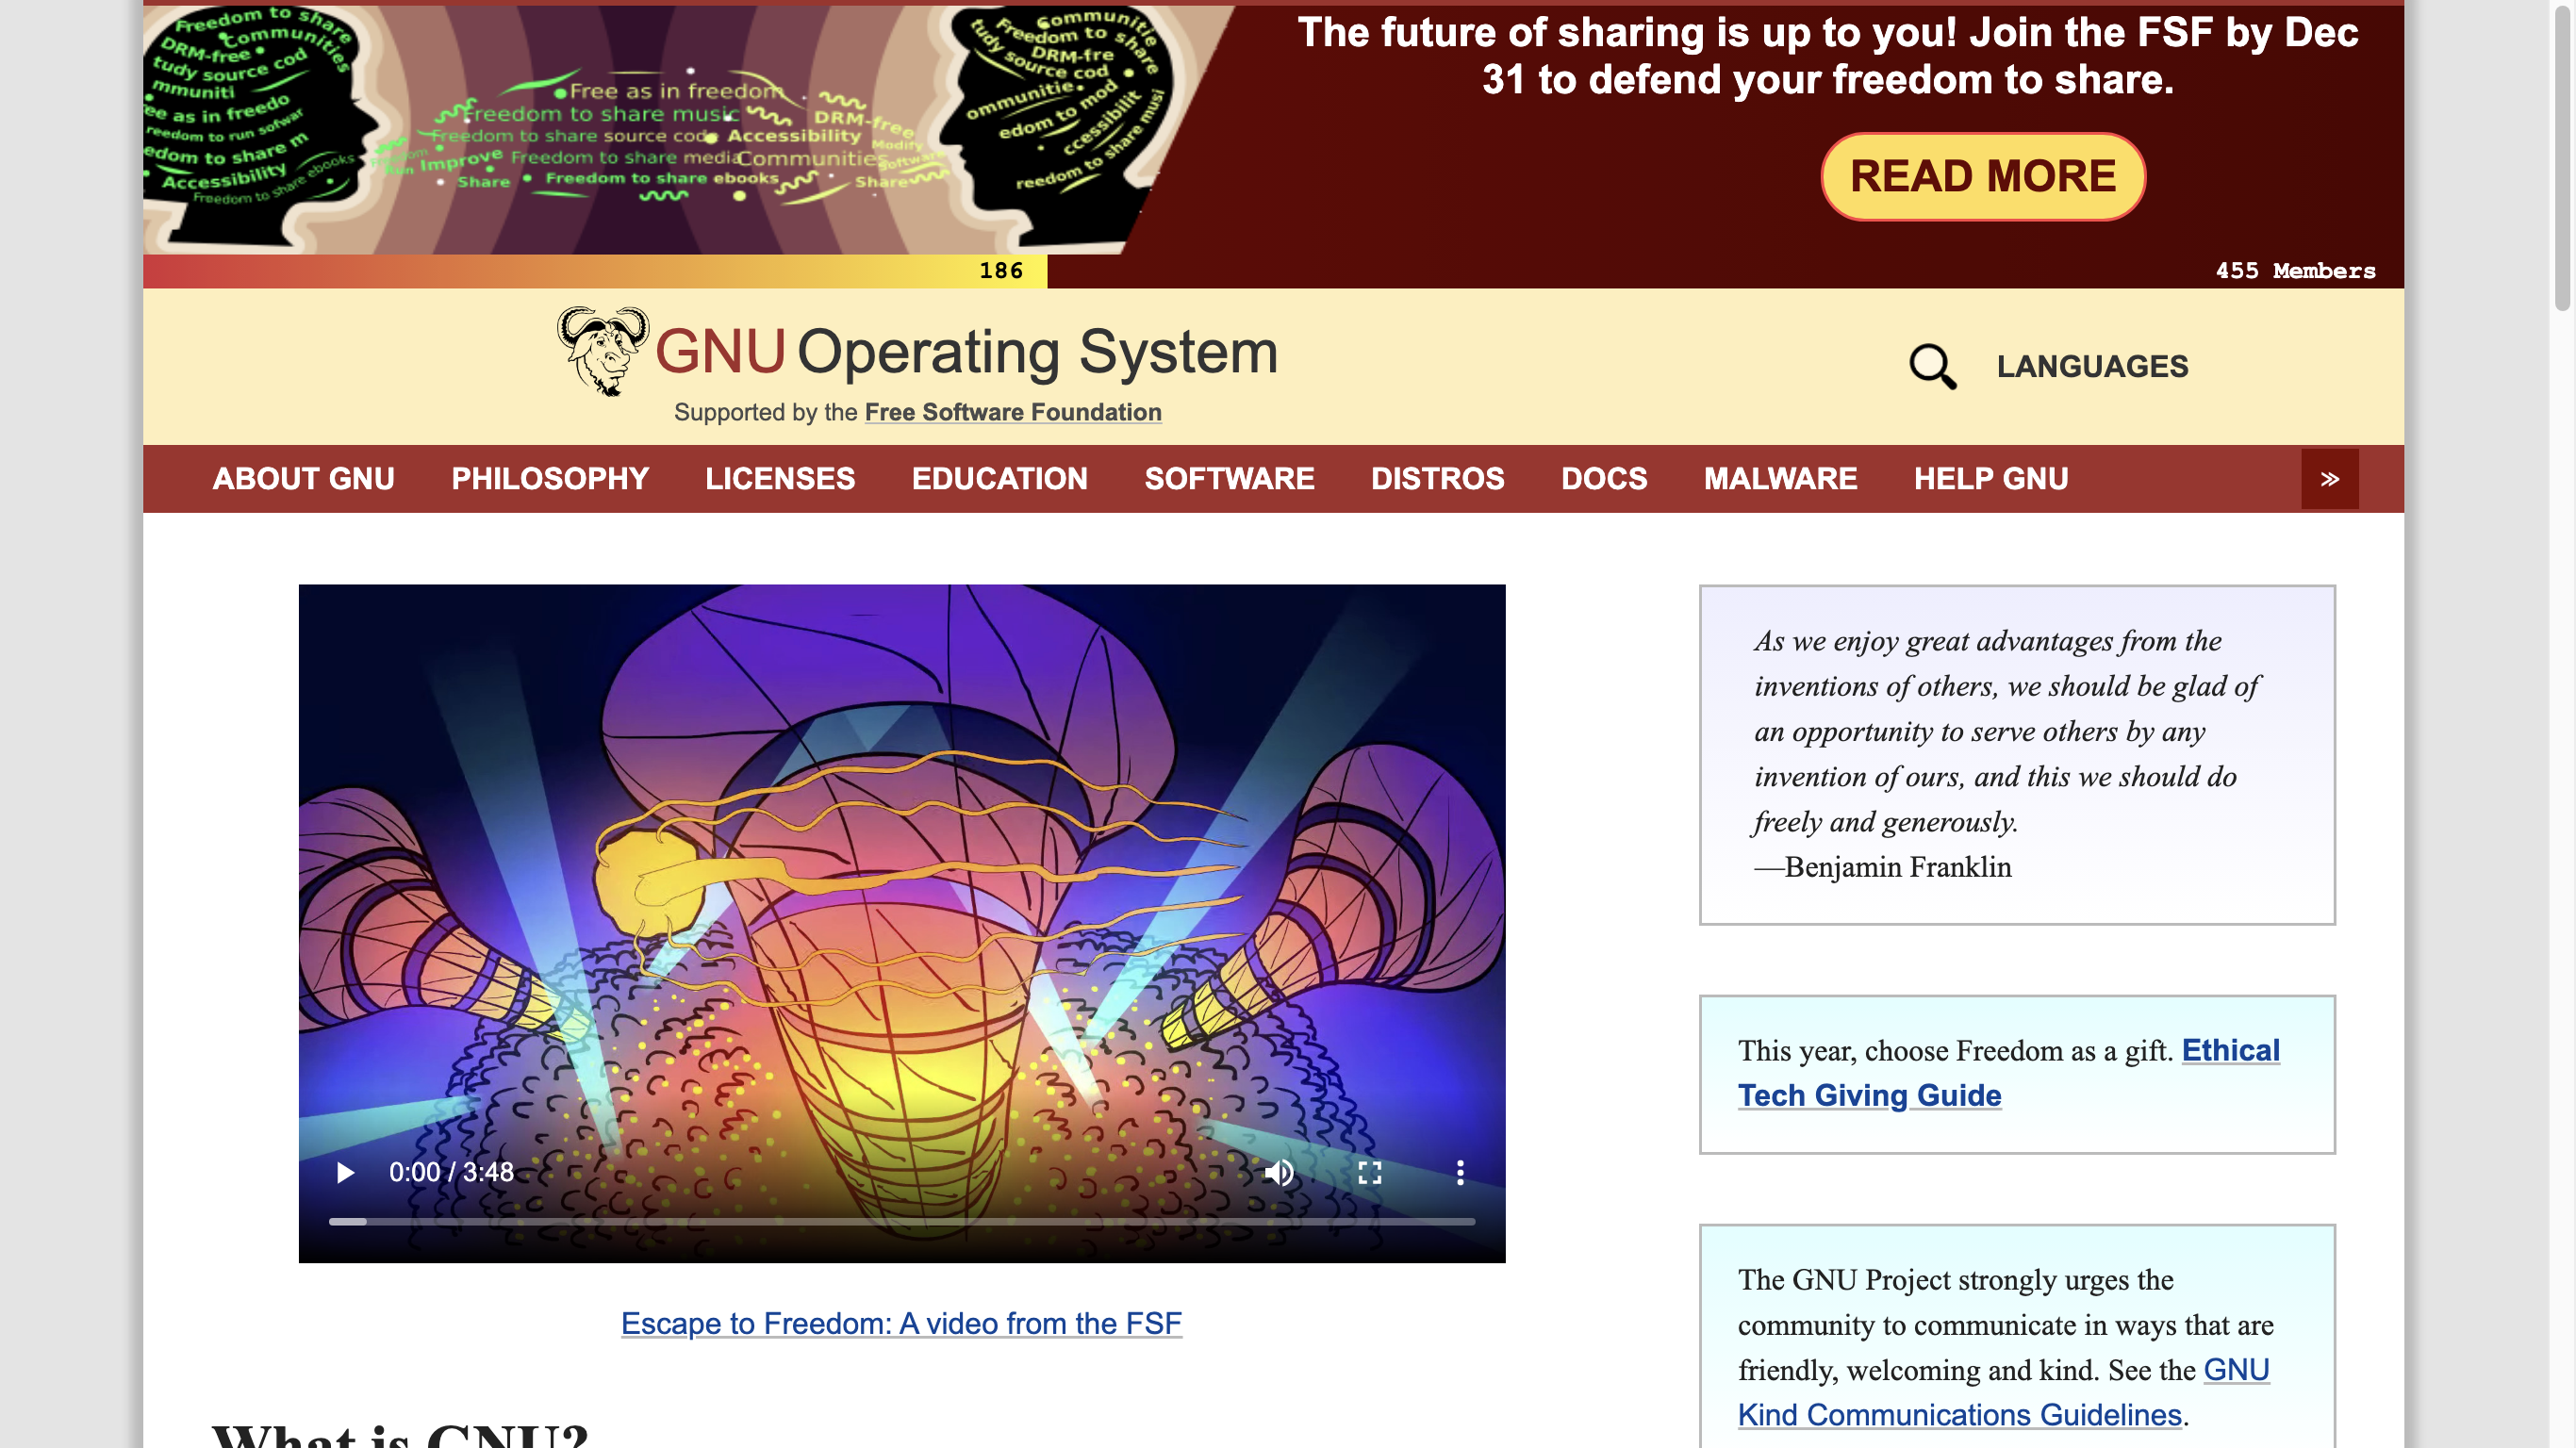 Freedom to share
Communities
DRM-free
tudy source cod
mmuniti
ee as in freedo
reedom to run sofwar
edom to share m
Accessibility
Freedom to share ebooks
Free as in freedom
Freedom to share music
DRM-free
Freedom to share source code Accessibility
Modify
Improve Freedom to share media Communities
Software
Freedom
Run
Share Freedom to share ebooks Share
Communitie
Freedom to share
DRM-fre
tudy source cod
ommunitie
edom to mod
ccessibilit
reedom to share musi
The future of sharing is up to you! Join the FSF by Dec
31 to defend your freedom to share.
READ MORE
186
455 Members
GNU Operating System
Supported by the Free Software Foundation
LANGUAGES
ABOUT GNU PHILOSOPHY LICENSES EDUCATION SOFTWARE DISTROS DOCS MALWARE HELP GNU »
0:00 / 3:48
Escape to Freedom: A video from the FSF
What is GNU?
As we enjoy great advantages from the
inventions of others, we should be glad of
an opportunity to serve others by any
invention of ours, and this we should do
freely and generously.
—Benjamin Franklin
This year, choose Freedom as a gift. Ethical
Tech Giving Guide
The GNU Project strongly urges the
community to communicate in ways that are
friendly, welcoming and kind. See the GNU
Kind Communications Guidelines.